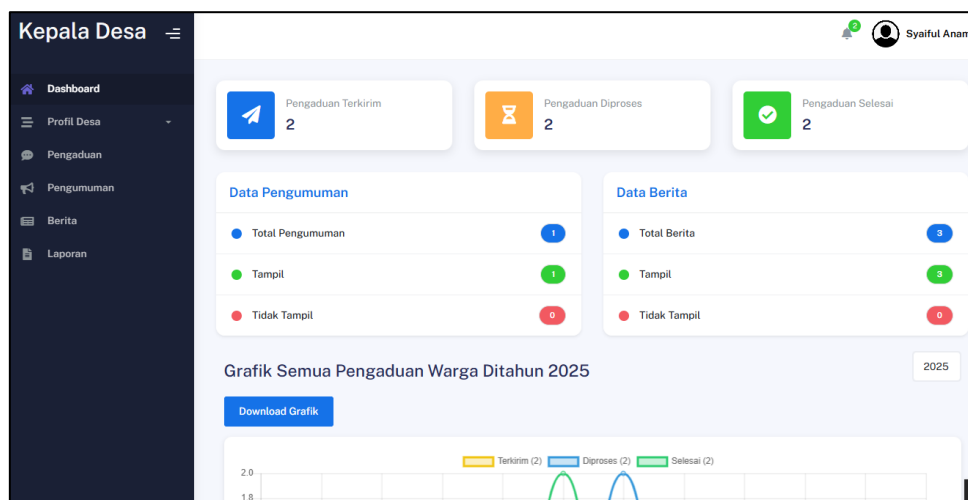 Kepala Desa
2
Syaiful Anam
Dashboard
Profil Desa
Pengaduan
Pengumuman
Berita
Laporan
Pengaduan Terkirim
2
Pengaduan Diproses
2
Pengaduan Selesai
2
Data Pengumuman
Total Pengumuman 1
Tampil 1
Tidak Tampil 0
Data Berita
Total Berita 3
Tampil 3
Tidak Tampil 0
Grafik Semua Pengaduan Warga Ditahun 2025
2025
Download Grafik
Terkirim (2) Diproses (2) Selesai (2)
2.0
1.8